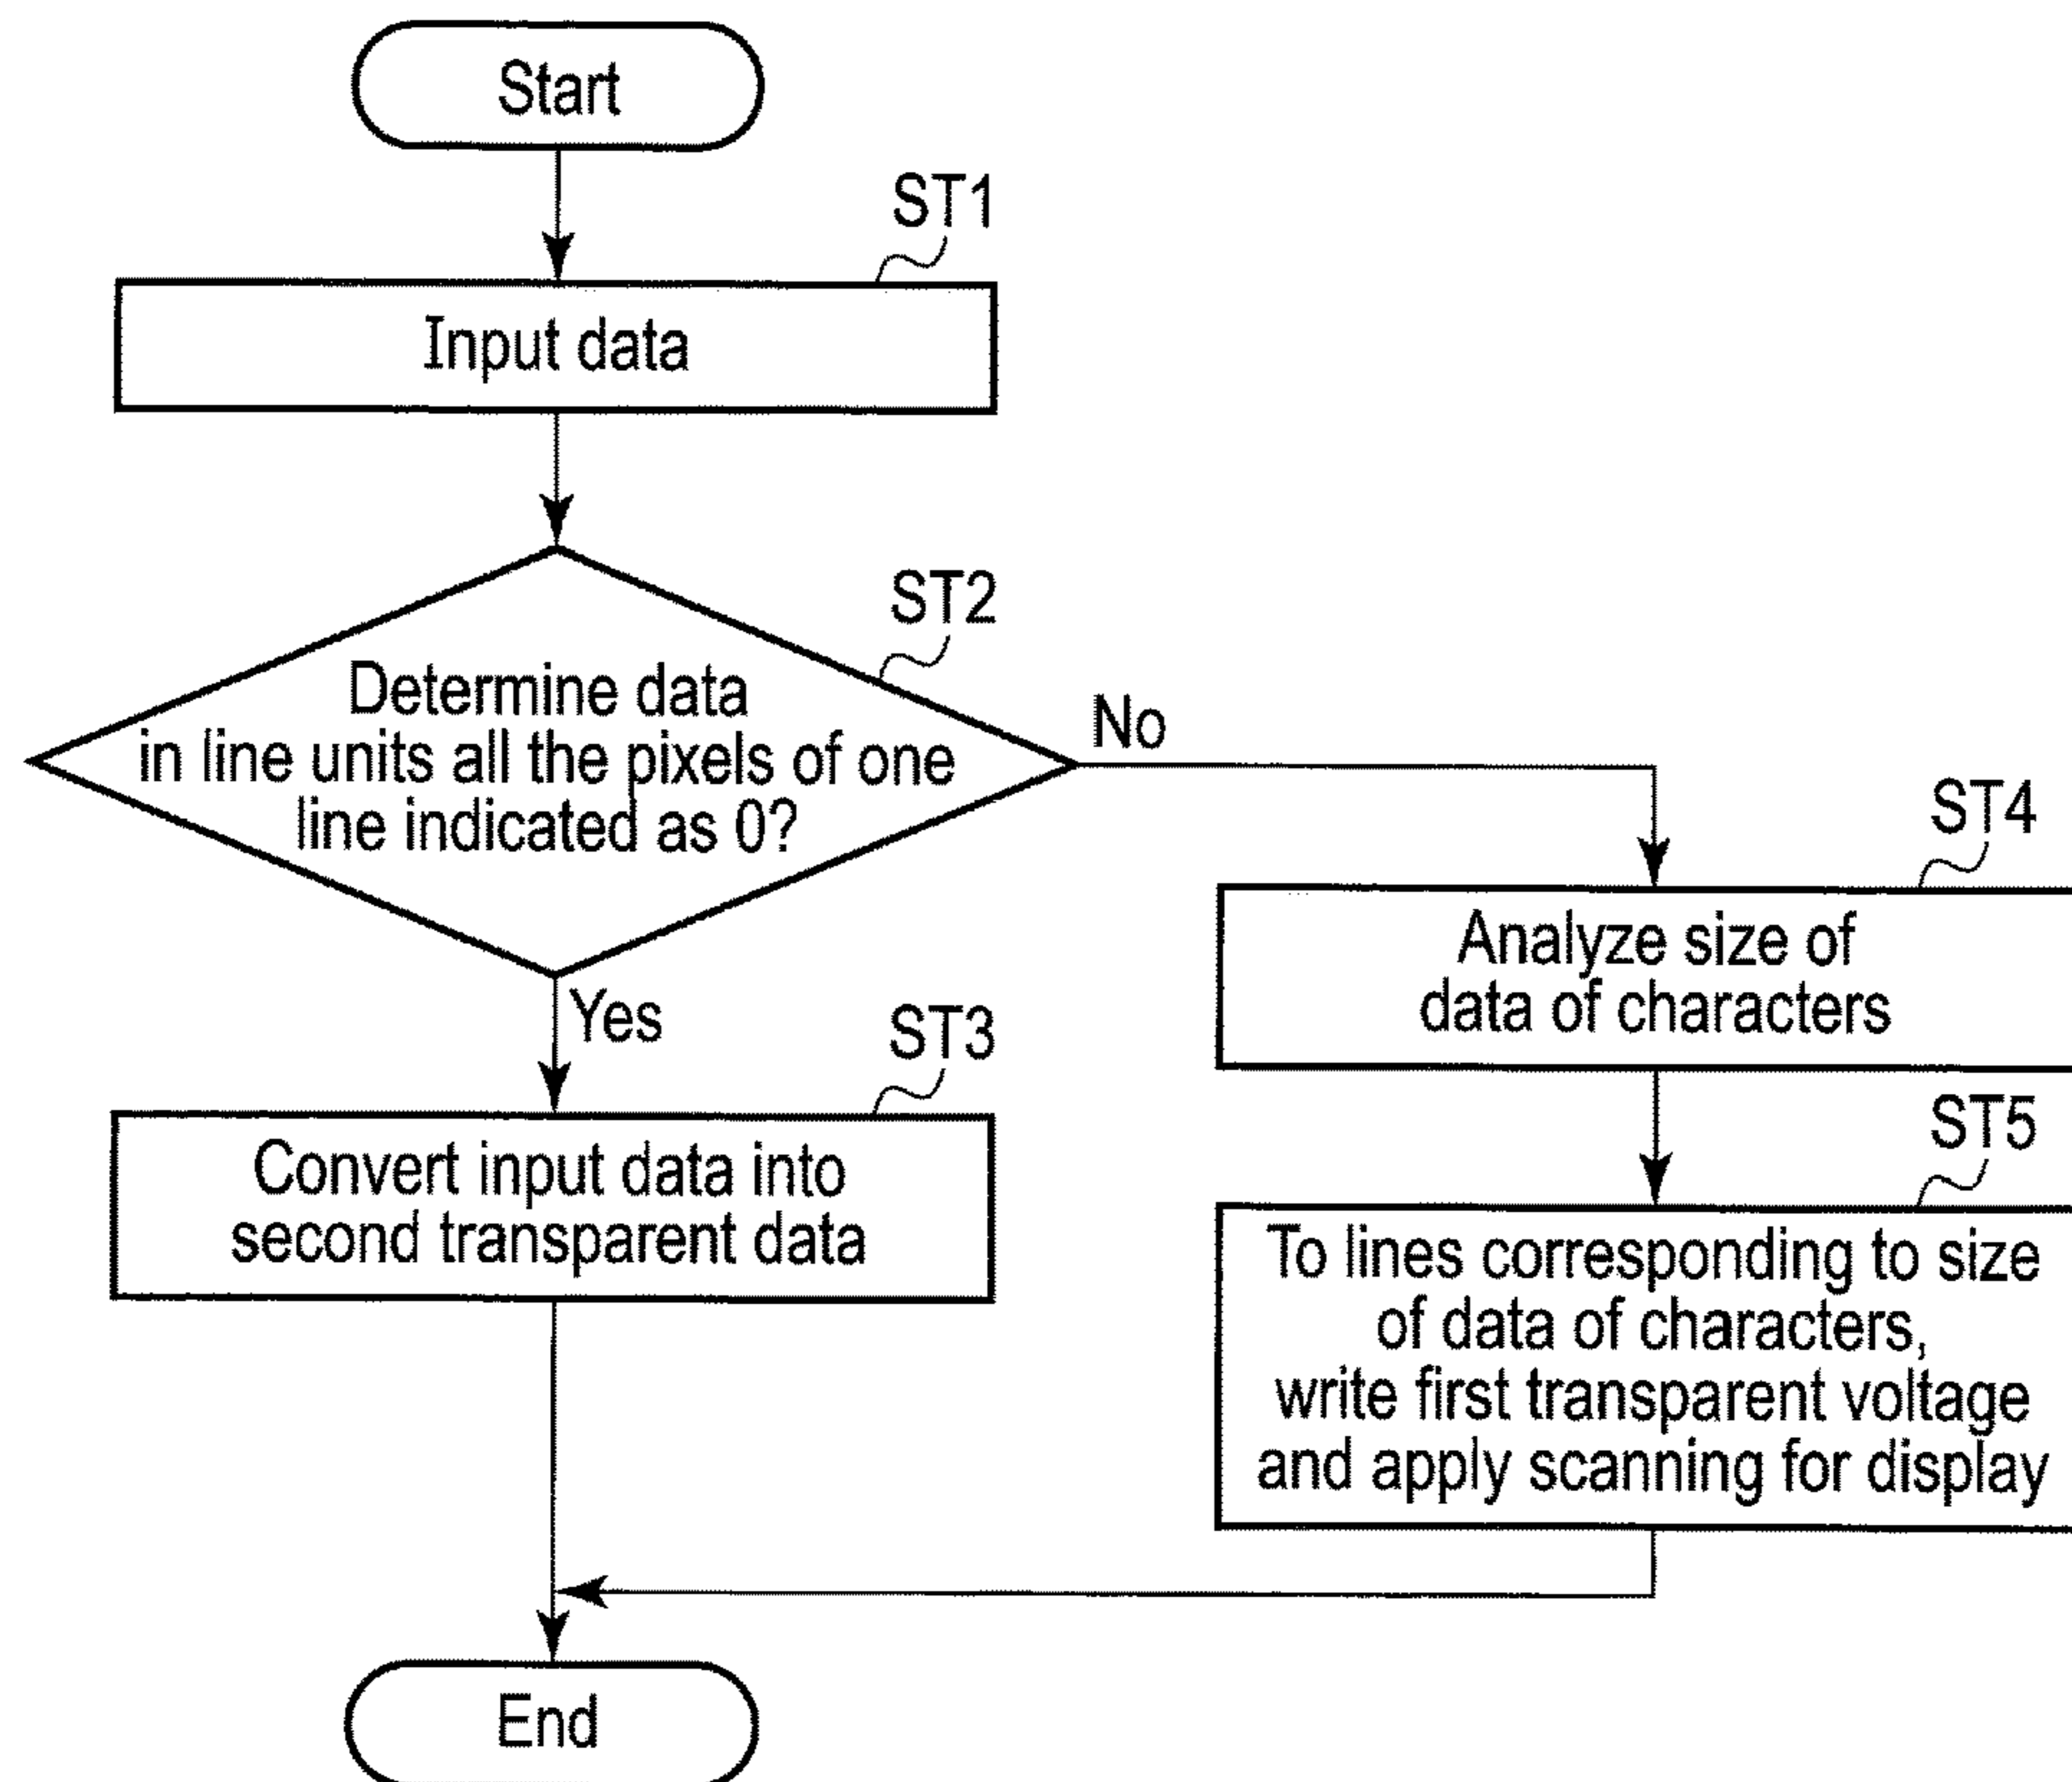 Start
ST1
Input data
ST2
Determine data
in line units all the pixels of one
line indicated as 0?
No
Yes
ST3
Convert input data into
second transparent data
ST4
Analyze size of
data of characters
ST5
To lines corresponding to size
of data of characters,
write first transparent voltage
and apply scanning for display
End